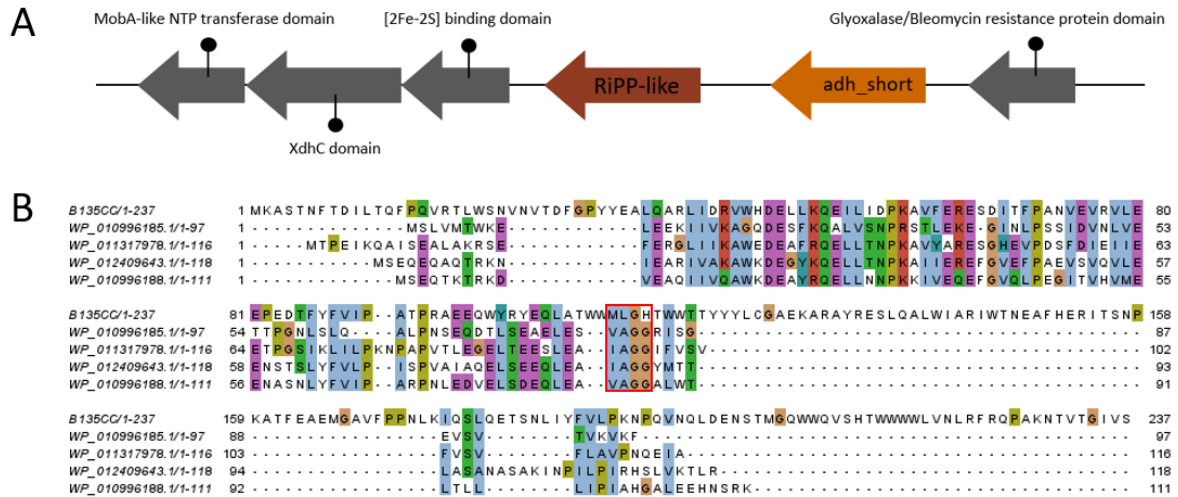 A
MobA-like NTP transferase domain
[2Fe-2S] binding domain
Glyoxalase/Bleomycin resistance protein domain
RiPP-like
adh_short
XdhC domain
B
B135CC/1-237 1 MKASTNFTDILTQFPQVRTLWSNVNVTDFGPYYEALQARLIDRVWHDELLKQEILIDPKAVFERESDITFPANVEVRVLE 80
WP_010996185.1/1-97 1 ..............MSLVMTWKE............LEEKIIVKAGQDESFKQALVSNPRSTLEKE.GINLPSSIDVNVLE 53
WP_011317978.1/1-116 1 .....MTPEIKQAISEALAKRSE............FERGLIIKAWEDEAFRQELLTNPKAVYARESGHEVPDSFDIEIIE 63
WP_012409643.1/1-118 1 ...........MSEQEQAQTRKN............IEARIVAKAWKDEGYKQELLTNPKAIIEREFGVEFPAEVSVQVLE 57
WP_010996188.1/1-111 1 .............MSEQTKTRKD............VEAQIIVQAWKDEAYRQELLSNPKKIVEQEFGVQLPEGITVHVME 55
B135CC/1-237 81 EPEDTFYFVIP..ATPRAEEQWYRYEQLATWWMLGHTWWTTYYYLCGAEKARAYRESLQALWIARIWTNEAFHERITSNP 158
WP_010996185.1/1-97 54 TTPGNLSLQ....ALPNSEQDTLSEAELES..VAGGRISG........................................ 87
WP_011317978.1/1-116 64 ETPGSIKLILPKNPAPVTLEGELTEESLEA..IAGGIFVSV....................................... 102
WP_012409643.1/1-118 58 ENSTSLYFVLP..ISPVAIAQELSEEQLEA..IAGGYMTT........................................ 93
WP_010996188.1/1-111 56 ENASNLYFVIP..ARPNLEDVELSDEQLEA..VAGGALWT........................................ 91
B135CC/1-237 159 KATFEAEMGAVFPPNLKIQSLQETSNLIYFVLPKNPQVNQLDENSTMGQWWQVSHTWWWWLVNLRFRQPAKNTVTGIVS 237
WP_010996185.1/1-97 88 .................EVSV........TVKVKF............................................ 97
WP_011317978.1/1-116 103 .................FVSV........FLAVPNQEIA........................................ 116
WP_012409643.1/1-118 94 .................LASANASAKINPILPIRHSLVKTLR..................................... 118
WP_010996188.1/1-111 92 .................LTLL........LIPIAHGALEEHNSRK.................................. 111